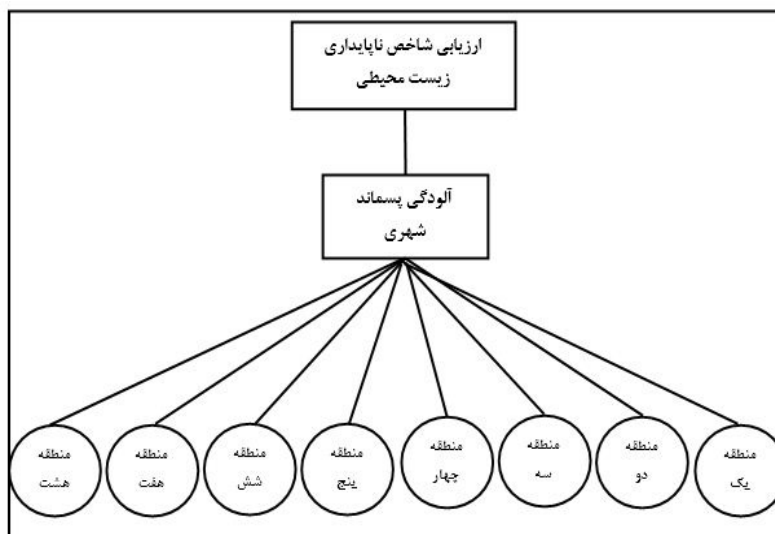 ارزیابی شاخص ناپایداری
زیست محیطی
آلودگی پسماند
شهری
منطقه
یک
منطقه
دو
منطقه
سه
منطقه
چهار
منطقه
پنج
منطقه
شش
منطقه
هفت
منطقه
هشت